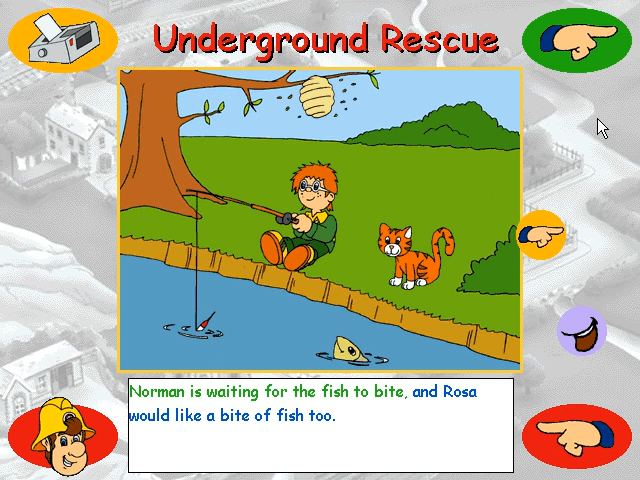 Underground Rescue
Norman is waiting for the fish to bite, and Rosa
would like a bite of fish too.